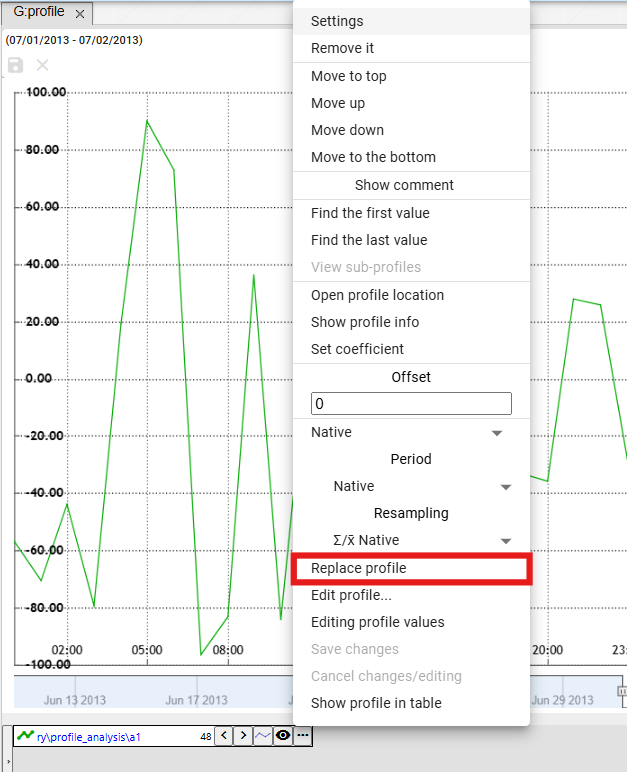 G:profile
(07/01/2013 - 07/02/2013)
100.00
80.00
60.00
40.00
20.00
0.00
-20.00
-40.00
-60.00
-80.00
-100.00
02:00
05:00
08:00
20:00
23:
Jun 13 2013
Jun 17 2013
Jun 29 2013
Settings
Remove it
Move to top
Move up
Move down
Move to the bottom
Show comment
Find the first value
Find the last value
View sub-profiles
Open profile location
Show profile info
Set coefficient
Offset
0
Native
Period
Native
Resampling
Σ/x̄ Native
Replace profile
Edit profile...
Editing profile values
Save changes
Cancel changes/editing
Show profile in table
ry\profile_analysis\a1 48